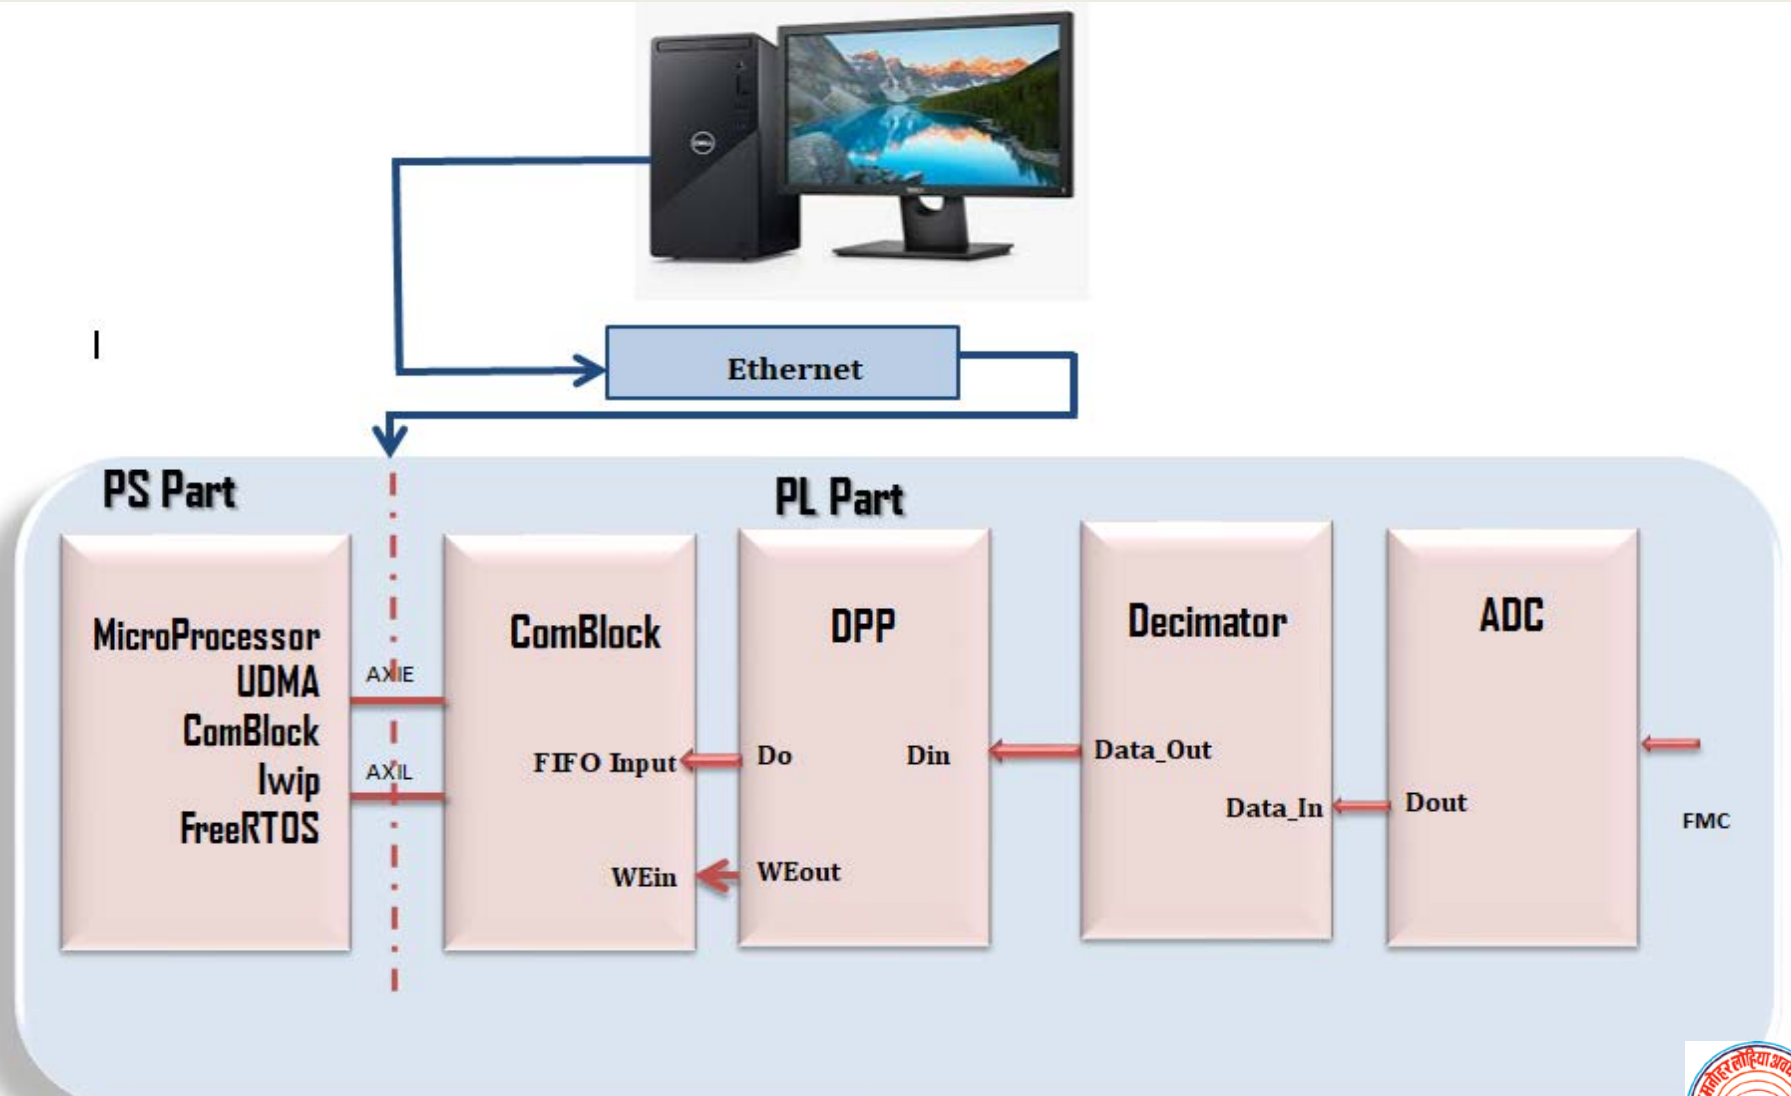 DELL
Ethernet
PS Part
PL Part
MicroProcessor
UDMA
ComBlock
lwip
FreeRTOS
AXIE
AXIL
ComBlock
FIFO Input
WEin
DPP
Do
Din
WEout
Decimator
Data_Out
Data_In
ADC
Dout
FMC